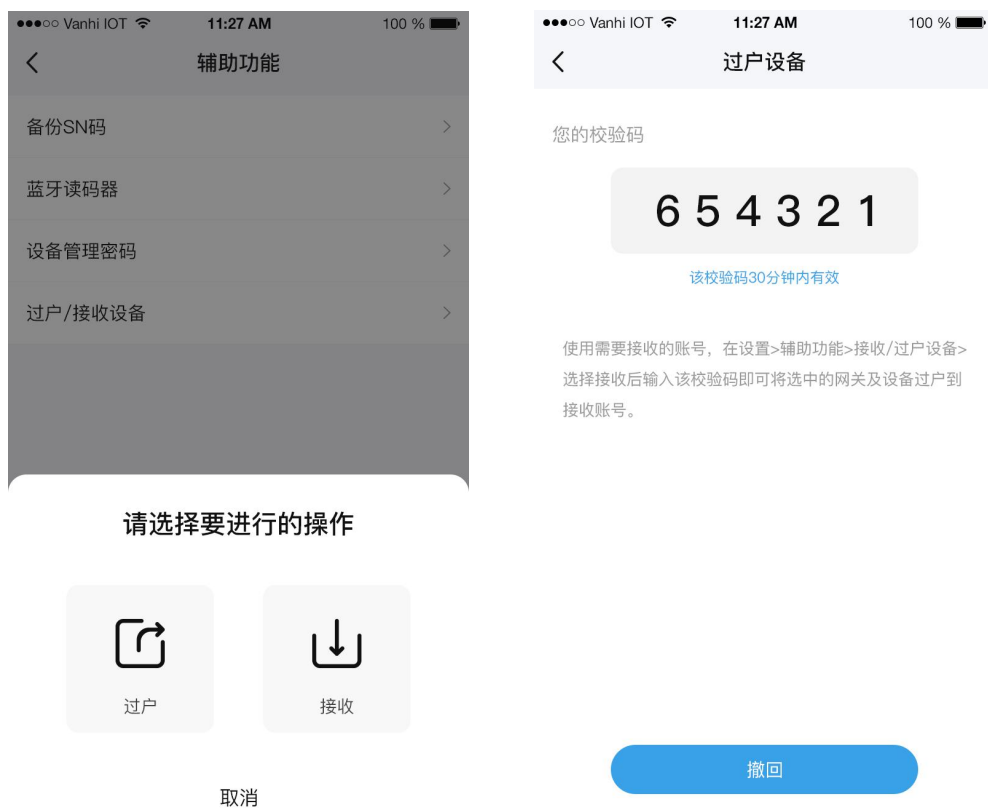 ●●●○○ Vanhi IOT 11:27 AM 100 %
辅助功能
备份SN码
蓝牙读码器
设备管理密码
过户/接收设备
请选择要进行的操作
过户 接收
取消
●●●○○ Vanhi IOT 11:27 AM 100 %
过户设备
您的校验码
6 5 4 3 2 1
该校验码30分钟内有效
使用需要接收的账号，在设置>辅助功能>接收/过户设备>
选择接收后输入该校验码即可将选中的网关及设备过户到
接收账号。
撤回